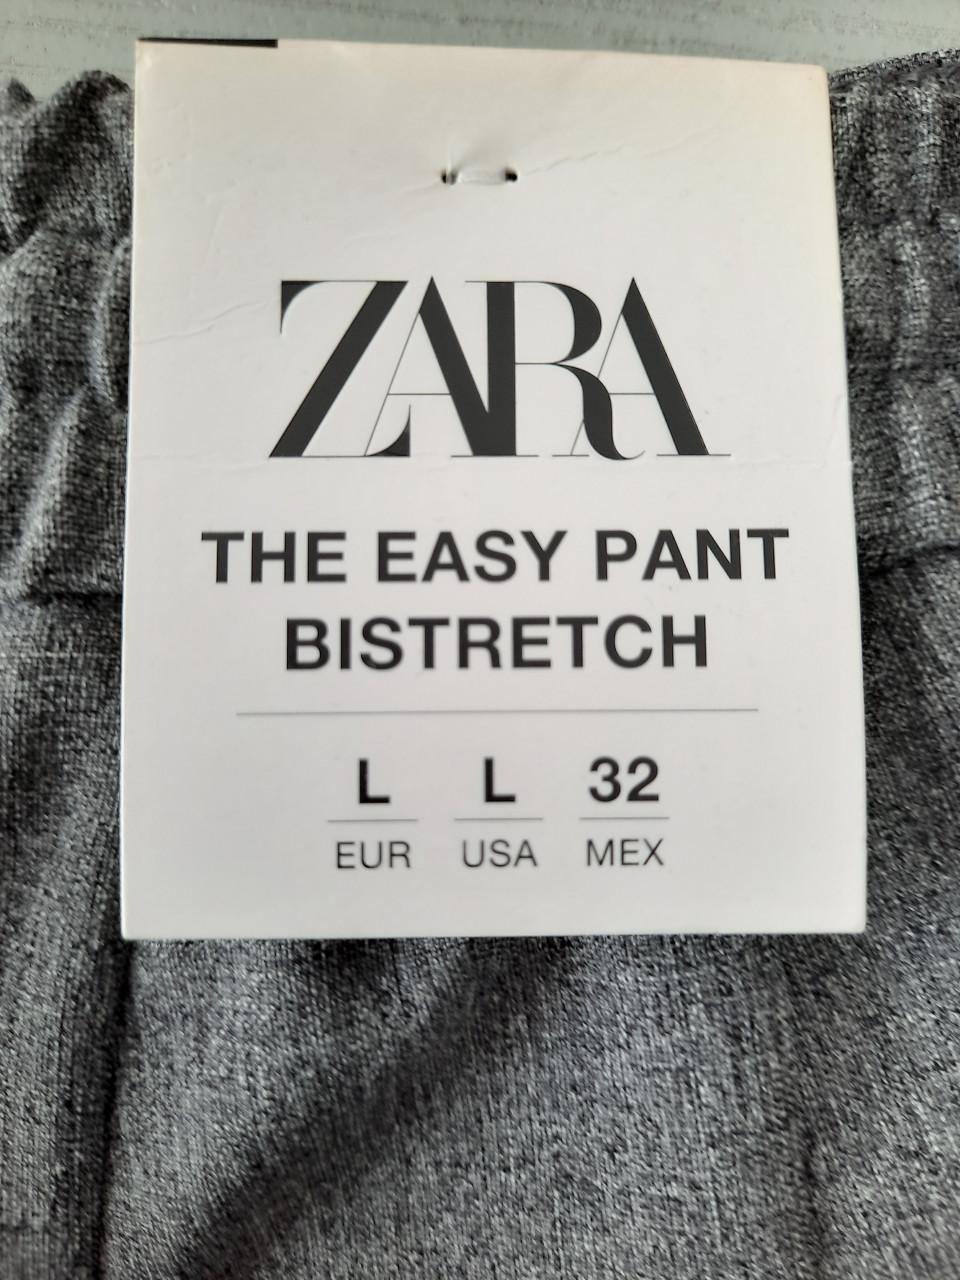 ZARA
THE EASY PANT
BISTRETCH
L L 32
EUR USA MEX